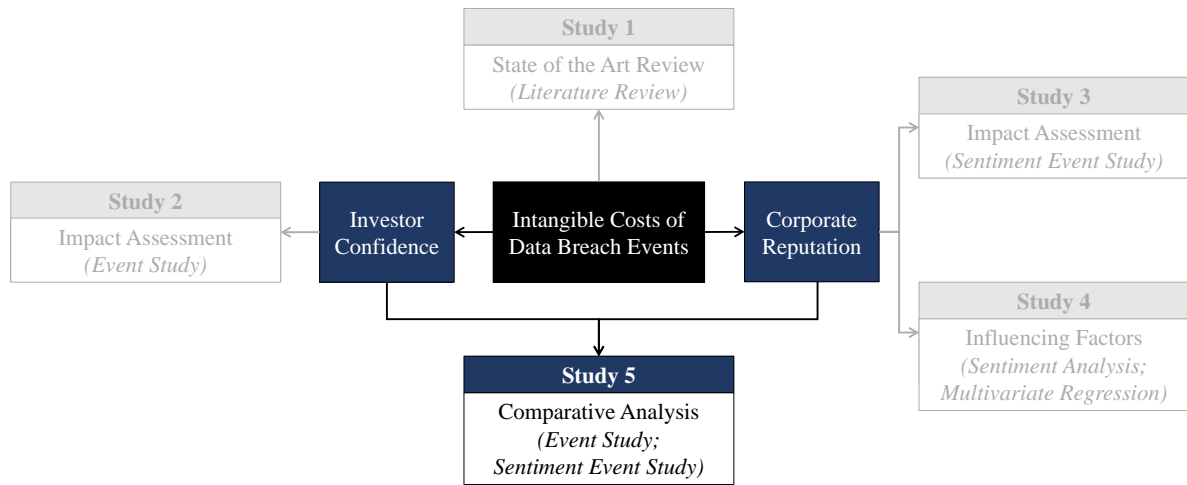 Study 1
State of the Art Review
(Literature Review)
Study 2
Impact Assessment
(Event Study)
Investor
Confidence
Intangible Costs of
Data Breach Events
Corporate
Reputation
Study 3
Impact Assessment
(Sentiment Event Study)
Study 4
Influencing Factors
(Sentiment Analysis;
Multivariate Regression)
Study 5
Comparative Analysis
(Event Study;
Sentiment Event Study)